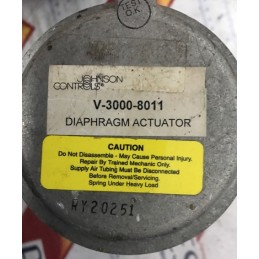 TEST
O.K.
JOHNSON
CONTROLS
V-3000-8011
DIAPHRAGM ACTUATOR
CAUTION
Do Not Disassemble - May Cause Personal Injury.
Repair By Trained Mechanic Only.
Supply Air Tubing Must Be Disconnected
Before Removal/Servicing.
Spring Under Heavy Load
WY20251